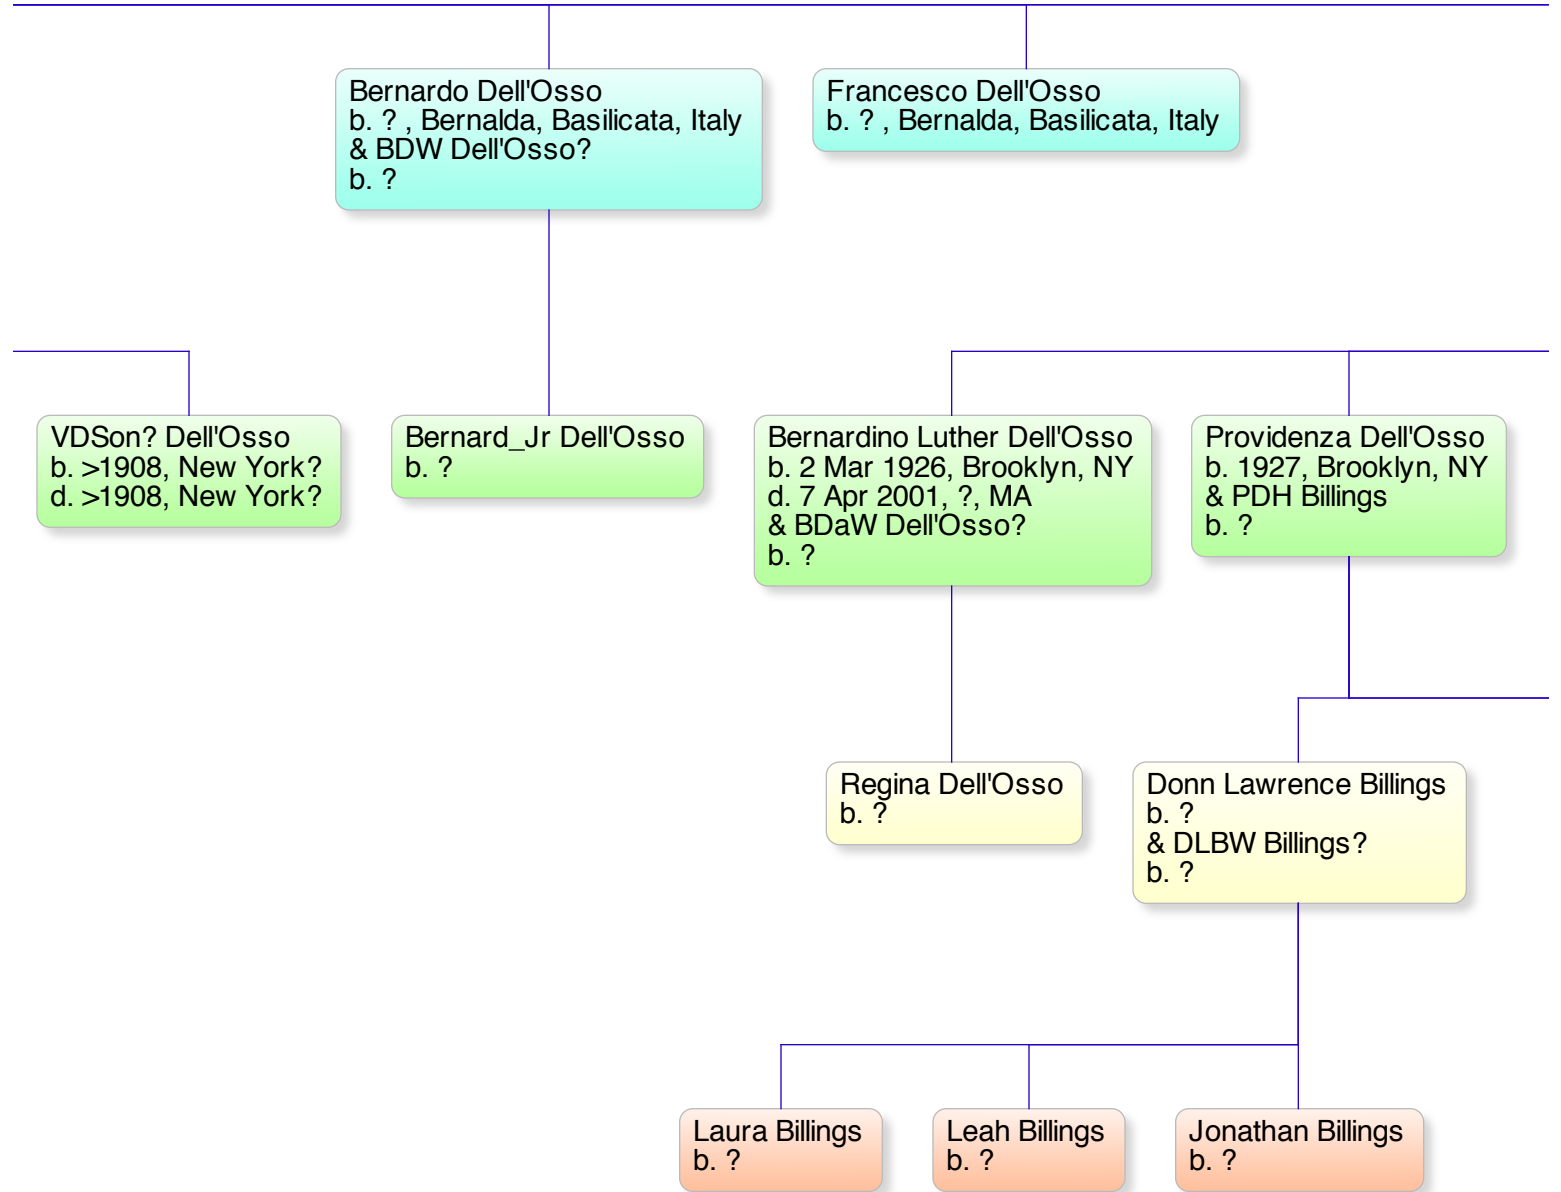 Bernardo Dell'Osso
b. ? , Bernalda, Basilicata, Italy
& BDW Dell'Osso?
b. ?
Francesco Dell'Osso
b. ? , Bernalda, Basilicata, Italy
VDSon? Dell'Osso
b. >1908, New York?
d. >1908, New York?
Bernard_Jr Dell'Osso
b. ?
Bernardino Luther Dell'Osso
b. 2 Mar 1926, Brooklyn, NY
d. 7 Apr 2001, ?, MA
& BDaW Dell'Osso?
b. ?
Providenza Dell'Osso
b. 1927, Brooklyn, NY
& PDH Billings
b. ?
Regina Dell'Osso
b. ?
Donn Lawrence Billings
b. ?
& DLBW Billings?
b. ?
Laura Billings
b. ?
Leah Billings
b. ?
Jonathan Billings
b. ?